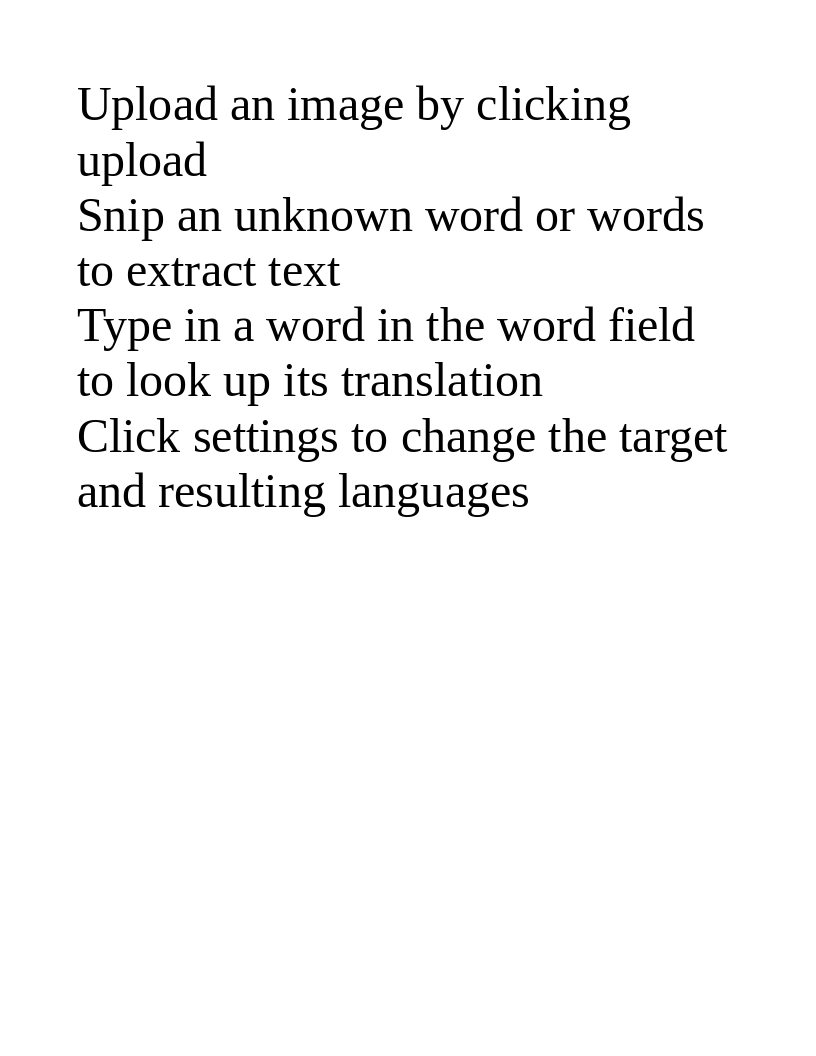 Upload an image by clicking
upload
Snip an unknown word or words
to extract text
Type in a word in the word field
to look up its translation
Click settings to change the target
and resulting languages